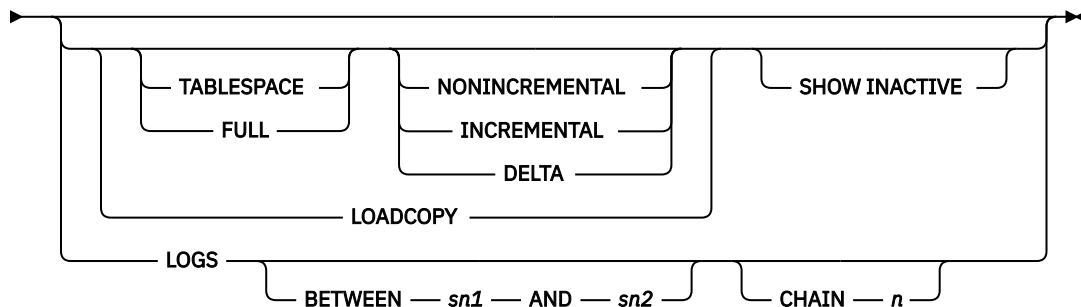 TABLESPACE NONINCREMENTAL SHOW INACTIVE
FULL INCREMENTAL
DELTA
LOADCOPY
LOGS
BETWEEN sn1 AND sn2 CHAIN n